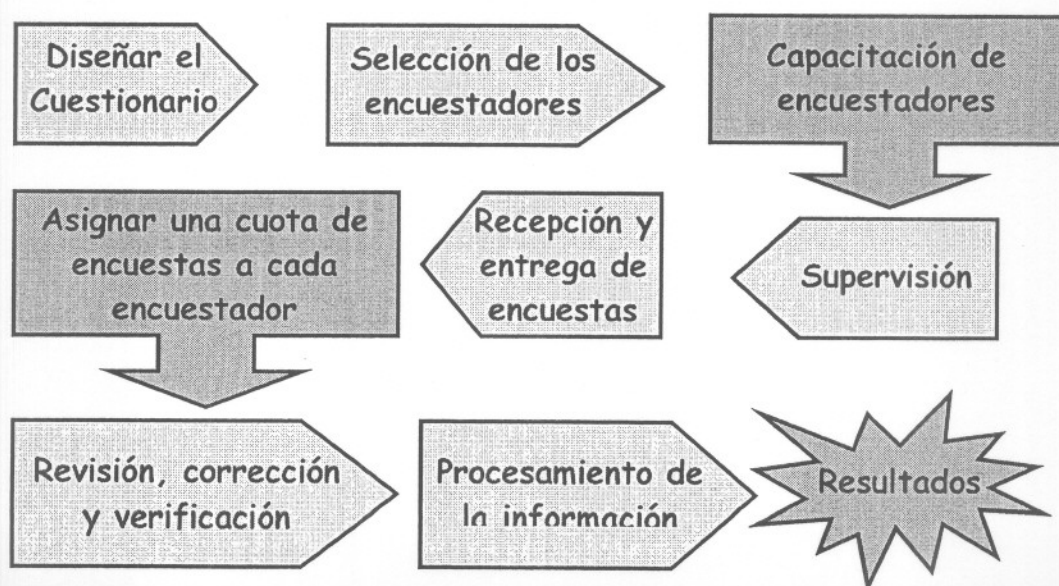 Diseñar el
Cuestionario
Selección de los
encuestadores
Capacitación de
encuestadores
Supervisión
Recepción y
entrega de
encuestas
Asignar una cuota de
encuestas a cada
encuestador
Revisión, corrección
y verificación
Procesamiento de
la información
Resultados